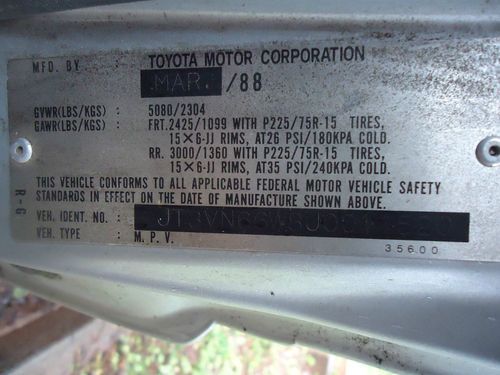 MFD. BY : TOYOTA MOTOR CORPORATION
MAR. /88
GVWR(LBS/KGS) : 5080/2304
GAWR(LBS/KGS) : FRT. 2425/1099 WITH P225/75R-15 TIRES,
15×6-JJ RIMS, AT26 PSI/180KPA COLD.
RR. 3000/1360 WITH P225/75R-15 TIRES,
15×6-JJ RIMS, AT35 PSI/240KPA COLD.
THIS VEHICLE CONFORMS TO ALL APPLICABLE FEDERAL MOTOR VEHICLE SAFETY
STANDARDS IN EFFECT ON THE DATE OF MANUFACTURE SHOWN ABOVE.
R-G
VEH. IDENT. NO. :
VEH. TYPE : M. P. V.
35600